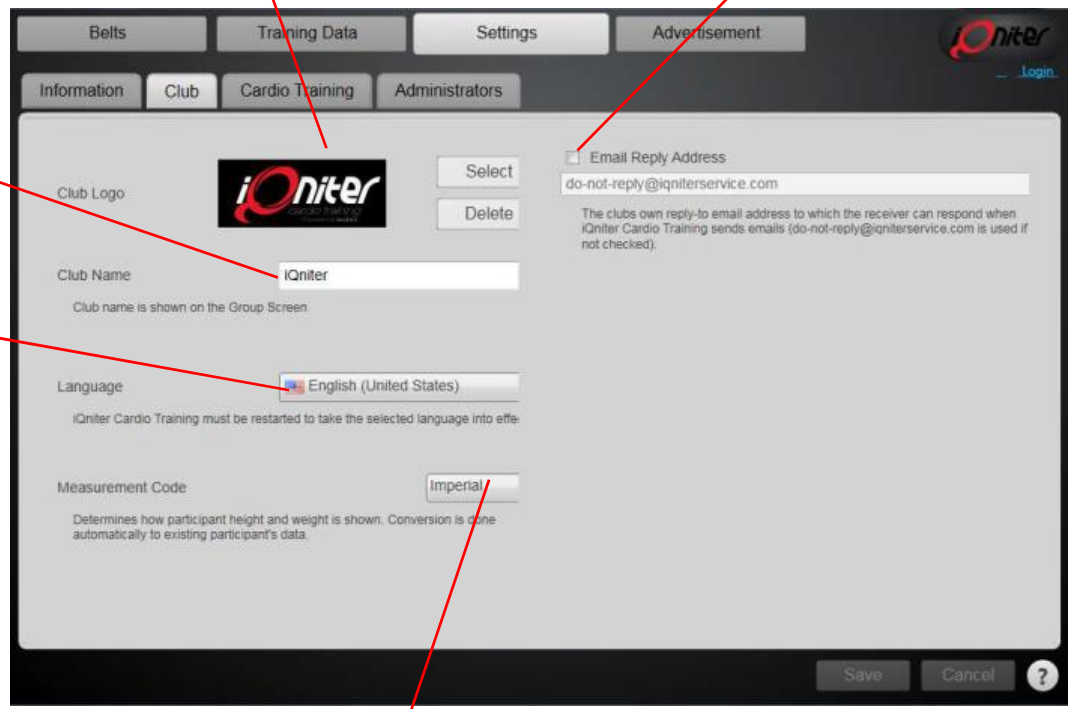 Belts
Training Data
Settings
Advertisement
iQniter
Login
Information
Club
Cardio Training
Administrators
Club Logo
iQniter
cardio training
Select
Delete
Email Reply Address
do-not-reply@iqniterservice.com
The clubs own reply-to email address to which the receiver can respond when
iQniter Cardio Training sends emails (do-not-reply@iqniterservice.com is used if
not checked).
Club Name
iQniter
Club name is shown on the Group Screen
Language
English (United States)
iQniter Cardio Training must be restarted to take the selected language into effe
Measurement Code
Imperial
Determines how participant height and weight is shown. Conversion is done
automatically to existing participant's data.
Save
Cancel
?